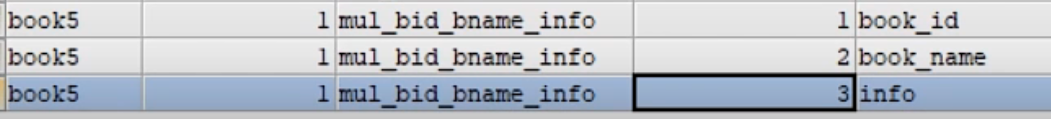 book5 1 mul_bid_bname_info 1 book_id
book5 1 mul_bid_bname_info 2 book_name
book5 1 mul_bid_bname_info 3 info